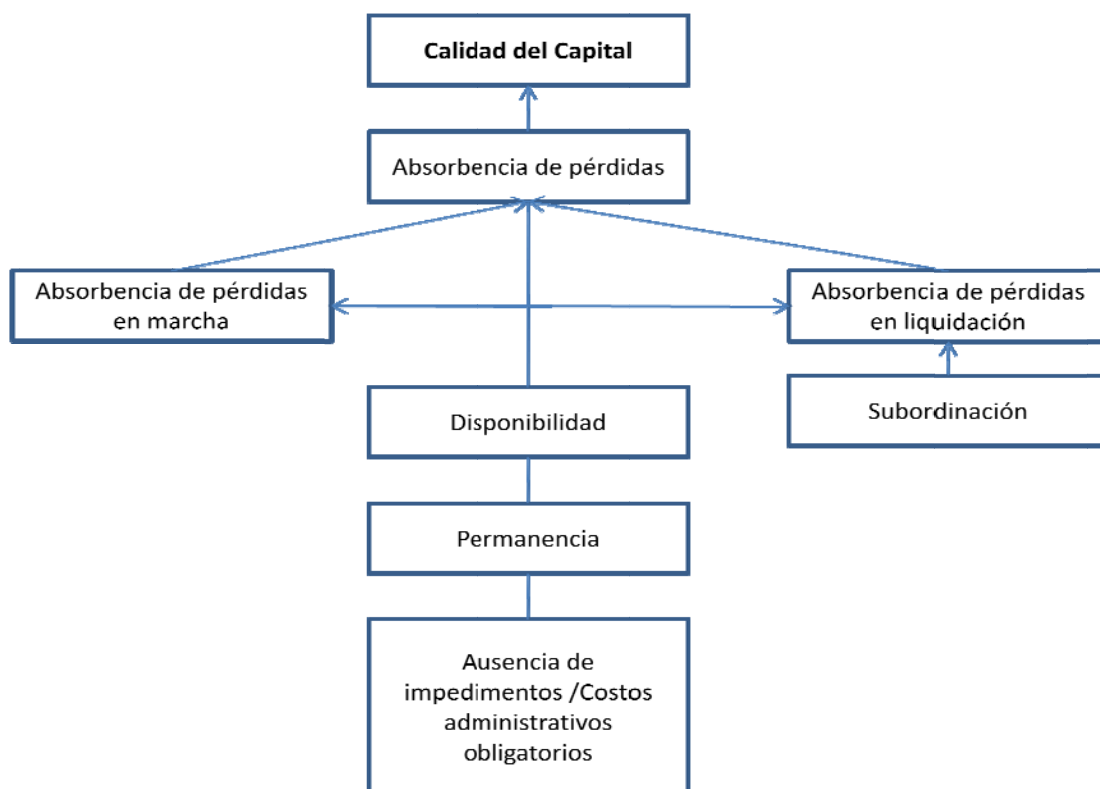 Calidad del Capital
Absorbencia de pérdidas
Absorbencia de pérdidas
en marcha
Absorbencia de pérdidas
en liquidación
Disponibilidad
Subordinación
Permanencia
Ausencia de
impedimentos /Costos
administrativos
obligatorios